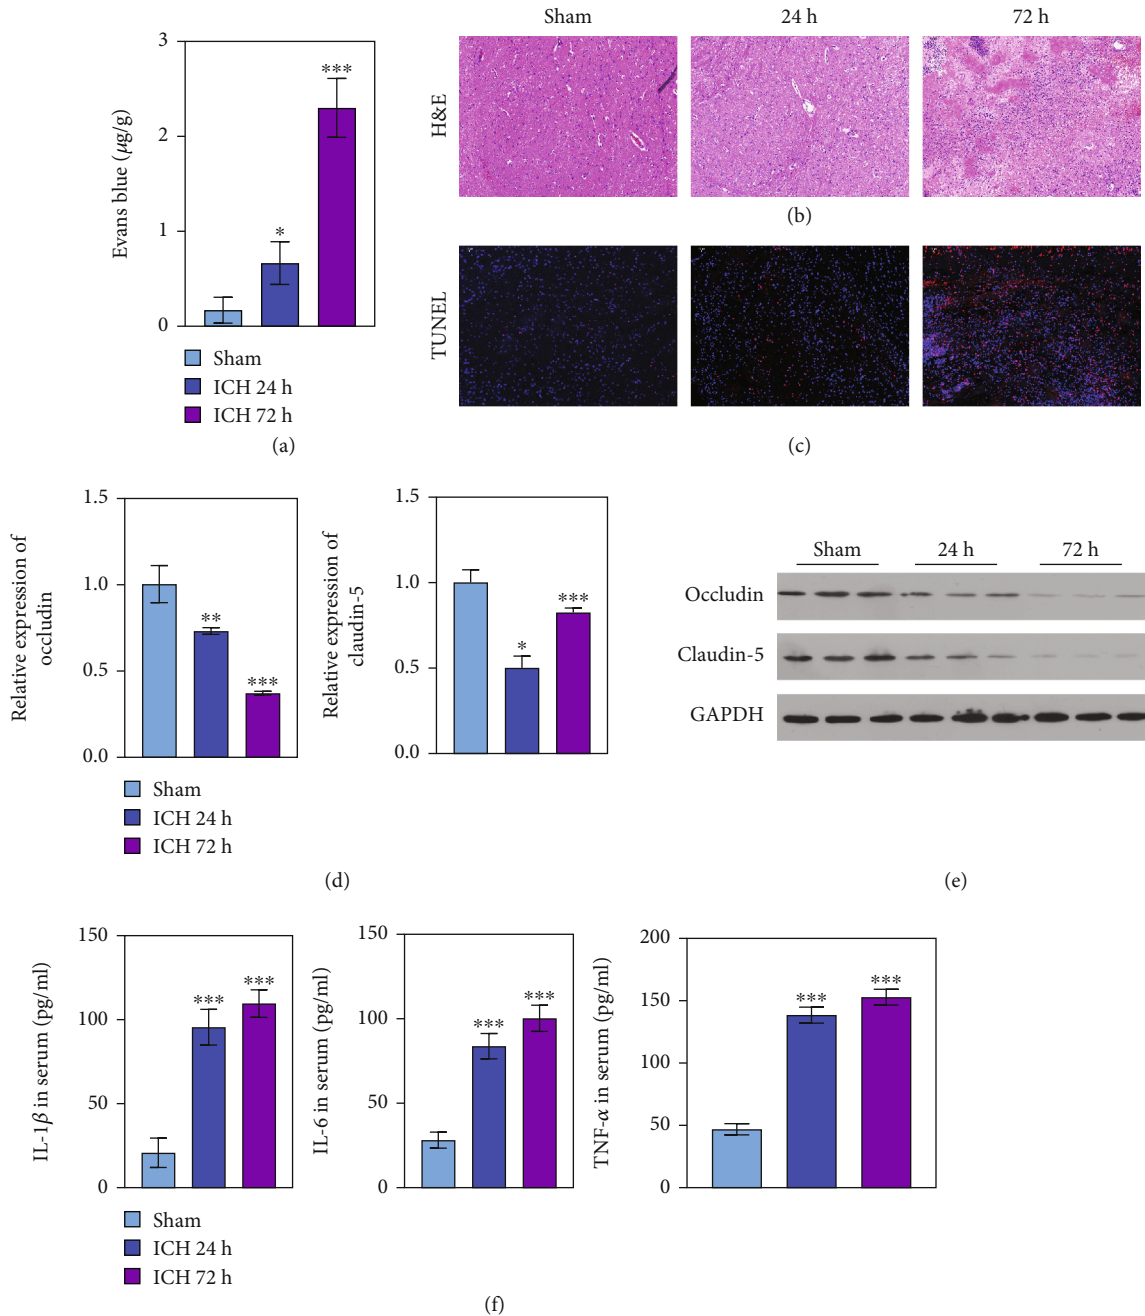 3
2
1
0
Evans blue (μg/g)
*
***
Sham
ICH 24 h
ICH 72 h
(a)
Sham
24 h
72 h
H&E
(b)
TUNEL
(c)
1.5
1.0
0.5
0.0
Relative expression of
occludin
**
***
1.5
1.0
0.5
0.0
Relative expression of
claudin-5
*
***
Sham
ICH 24 h
ICH 72 h
(d)
Sham
24 h
72 h
Occludin
Claudin-5
GAPDH
(e)
150
100
50
0
IL-1β in serum (pg/ml)
***
***
150
100
50
0
IL-6 in serum (pg/ml)
***
***
200
150
100
50
0
TNF-α in serum (pg/ml)
***
***
Sham
ICH 24 h
ICH 72 h
(f)